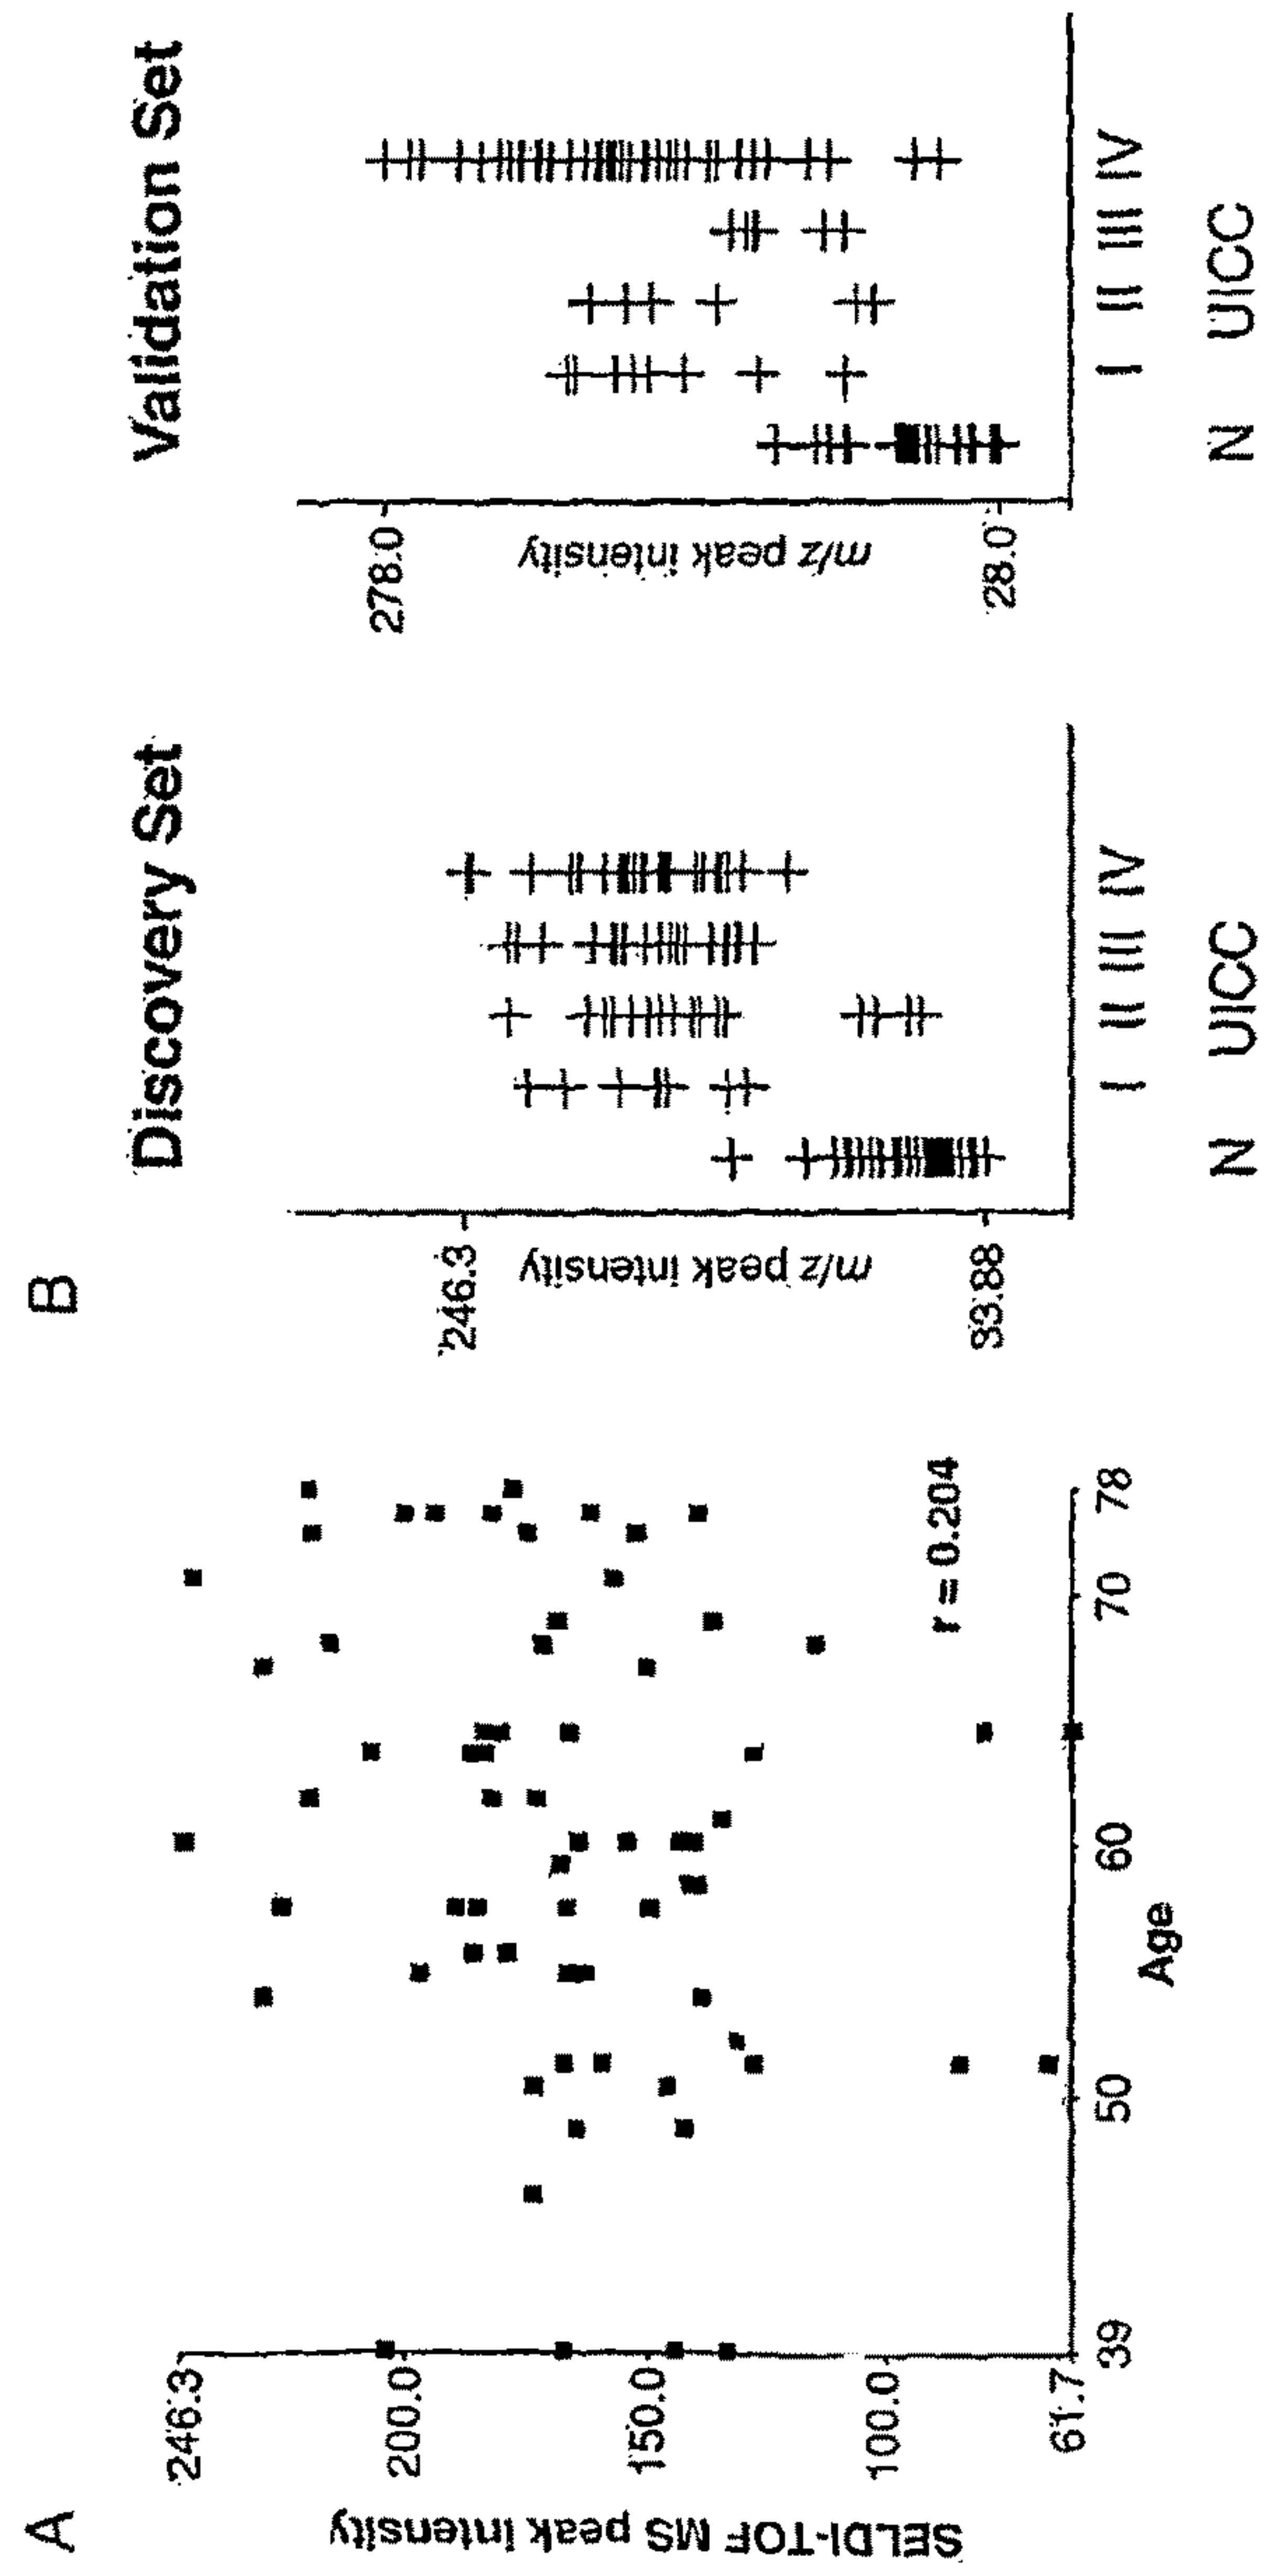 A
SELDI-TOF MS peak intensity
246.3
200.0
150.0
100.0
61.7
39
50
60
70
78
Age
r = 0.204
B
Discovery Set
m/z peak intensity
246.3
33.88
N
I
II
III
IV
UICC
Validation Set
m/z peak intensity
278.0
28.0
N
I
II
III
IV
UICC